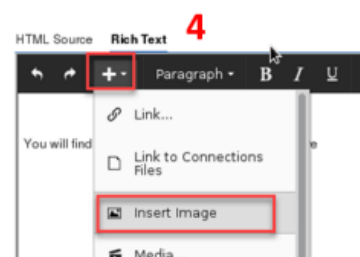 HTML Source Rich Text 4
+ Paragraph B I U
Link...
You will find
Link to Connections
Files
Insert Image
Media